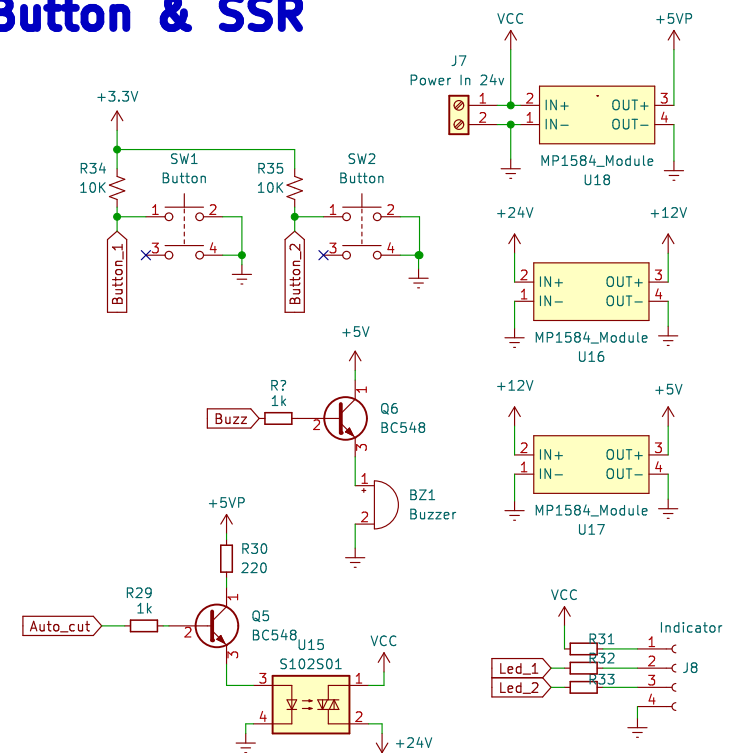 Button & SSR
VCC
+5VP
J7
Power In 24v
1
2
2 IN+ OUT+ 3
1 IN- OUT- 4
MP1584_Module
U18
+3.3V
R34
10K
SW1
Button
1 2
3 4
Button_1
R35
10K
SW2
Button
1 2
3 4
Button_2
+24V
+12V
2 IN+ OUT+ 3
1 IN- OUT- 4
MP1584_Module
U16
+5V
R?
1k
Buzz
1
2
3
Q6
BC548
1
+
2
BZ1
Buzzer
+12V
+5V
2 IN+ OUT+ 3
1 IN- OUT- 4
MP1584_Module
U17
+5VP
R30
220
R29
1k
Auto_cut
1
2
3
Q5
BC548
U15
S102S01
3 1
4 2
VCC
+24V
VCC
R31
R32
R33
Led_1
Led_2
Indicator
1
2
3
4
J8